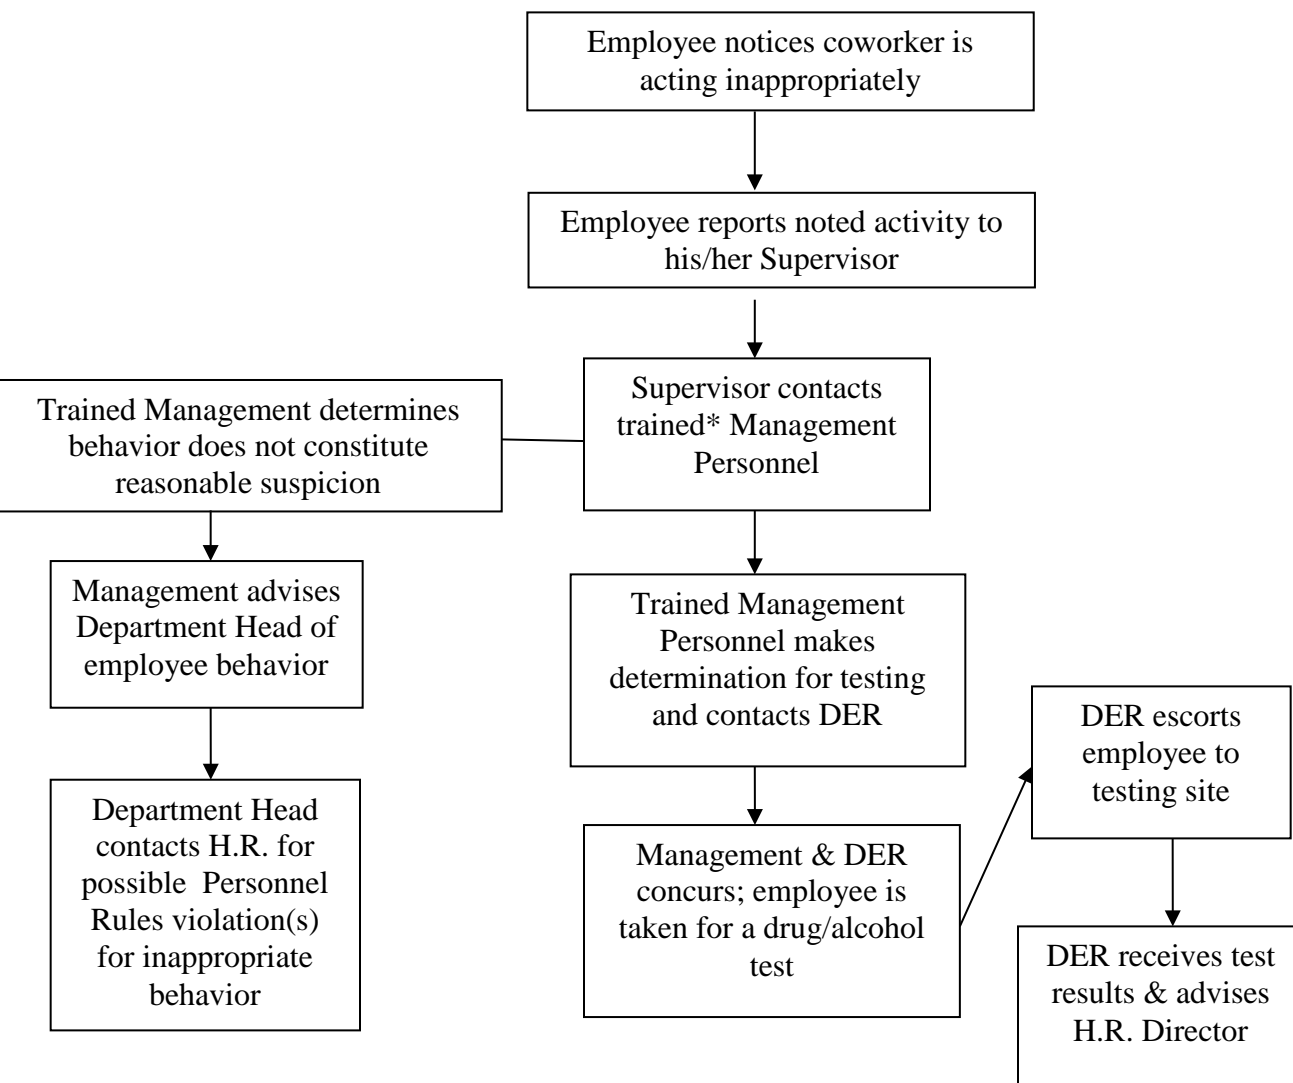 Employee notices coworker is
acting inappropriately
Employee reports noted activity to
his/her Supervisor
Supervisor contacts
trained* Management
Personnel
Trained Management determines
behavior does not constitute
reasonable suspicion
Management advises
Department Head of
employee behavior
Department Head
contacts H.R. for
possible Personnel
Rules violation(s)
for inappropriate
behavior
Trained Management
Personnel makes
determination for testing
and contacts DER
Management & DER
concurs; employee is
taken for a drug/alcohol
test
DER escorts
employee to
testing site
DER receives test
results & advises
H.R. Director